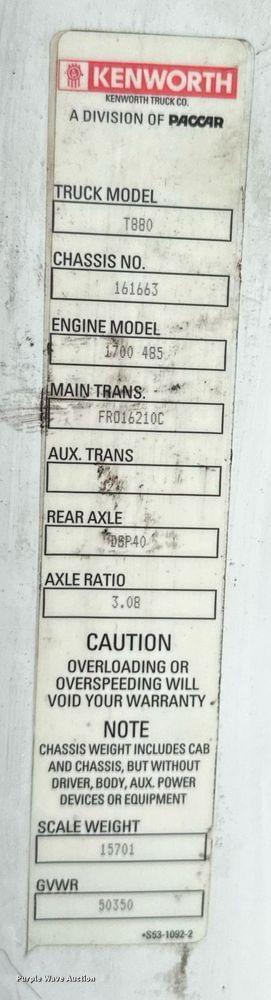 KENWORTH
KENWORTH TRUCK CO.
A DIVISION OF PACCAR
TRUCK MODEL
T880
CHASSIS NO.
161663
ENGINE MODEL
1700 485
MAIN TRANS.
FRO16210C
AUX. TRANS
REAR AXLE
DSP40
AXLE RATIO
3.08
CAUTION
OVERLOADING OR
OVERSPEEDING WILL
VOID YOUR WARRANTY
NOTE
CHASSIS WEIGHT INCLUDES CAB
AND CHASSIS, BUT WITHOUT
DRIVER, BODY, AUX. POWER
DEVICES OR EQUIPMENT
SCALE WEIGHT
15701
GVWR
50350
*S53-1092-2
Purple Wave Auction